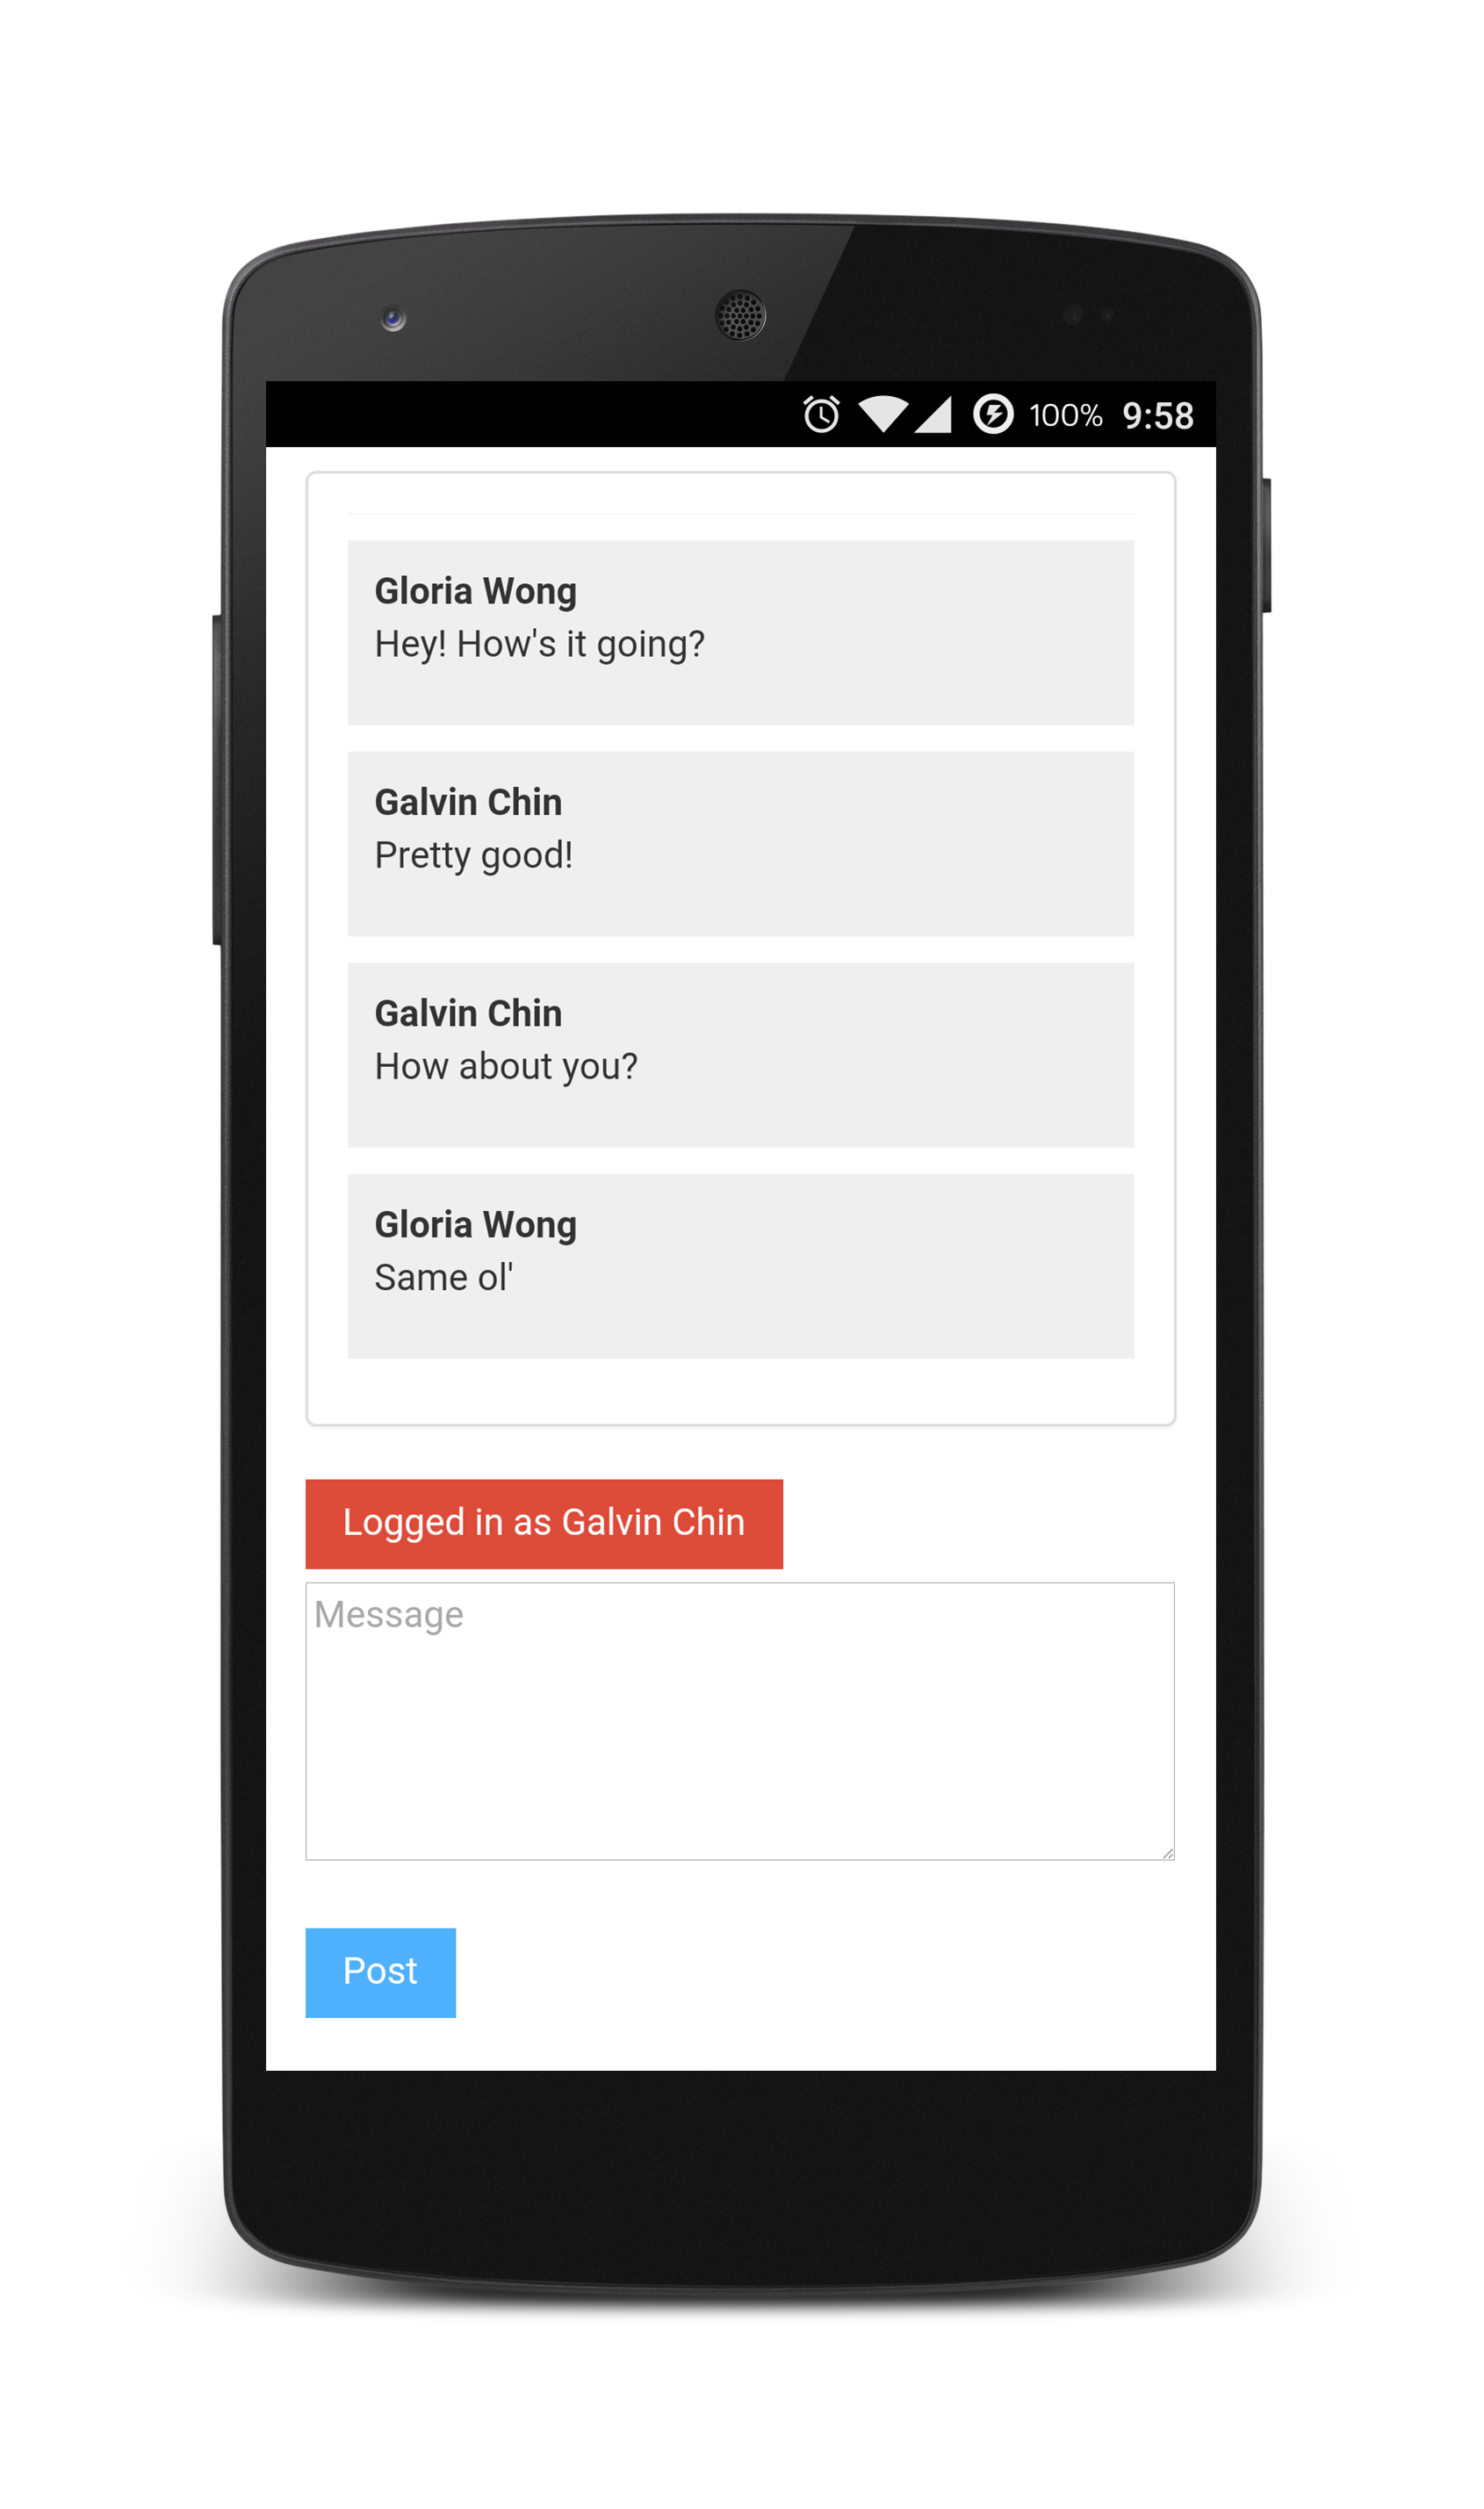 100% 9:58
Gloria Wong
Hey! How's it going?
Galvin Chin
Pretty good!
Galvin Chin
How about you?
Gloria Wong
Same ol'
Logged in as Galvin Chin
Message
Post